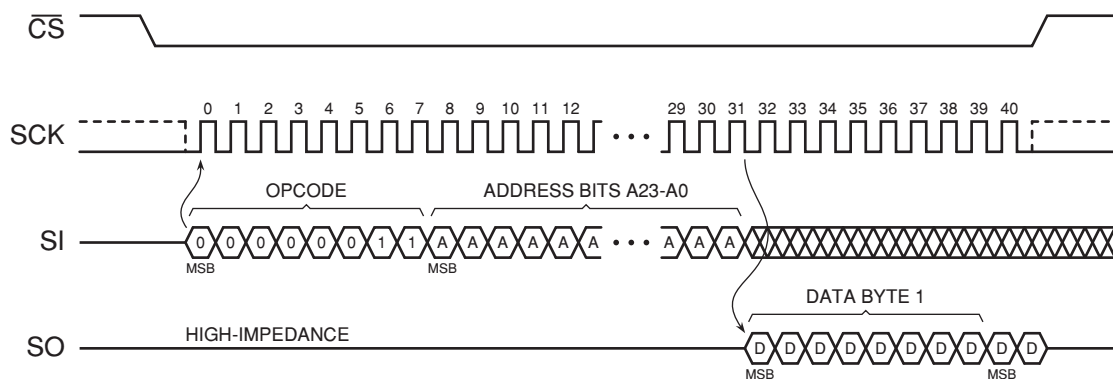 CS
0 1 2 3 4 5 6 7 8 9 10 11 12 29 30 31 32 33 34 35 36 37 38 39 40
SCK
OPCODE ADDRESS BITS A23-A0
SI 0 0 0 0 0 0 1 1 A A A A A A A A A
MSB MSB
DATA BYTE 1
HIGH-IMPEDANCE
SO D D D D D D D D D D
MSB MSB